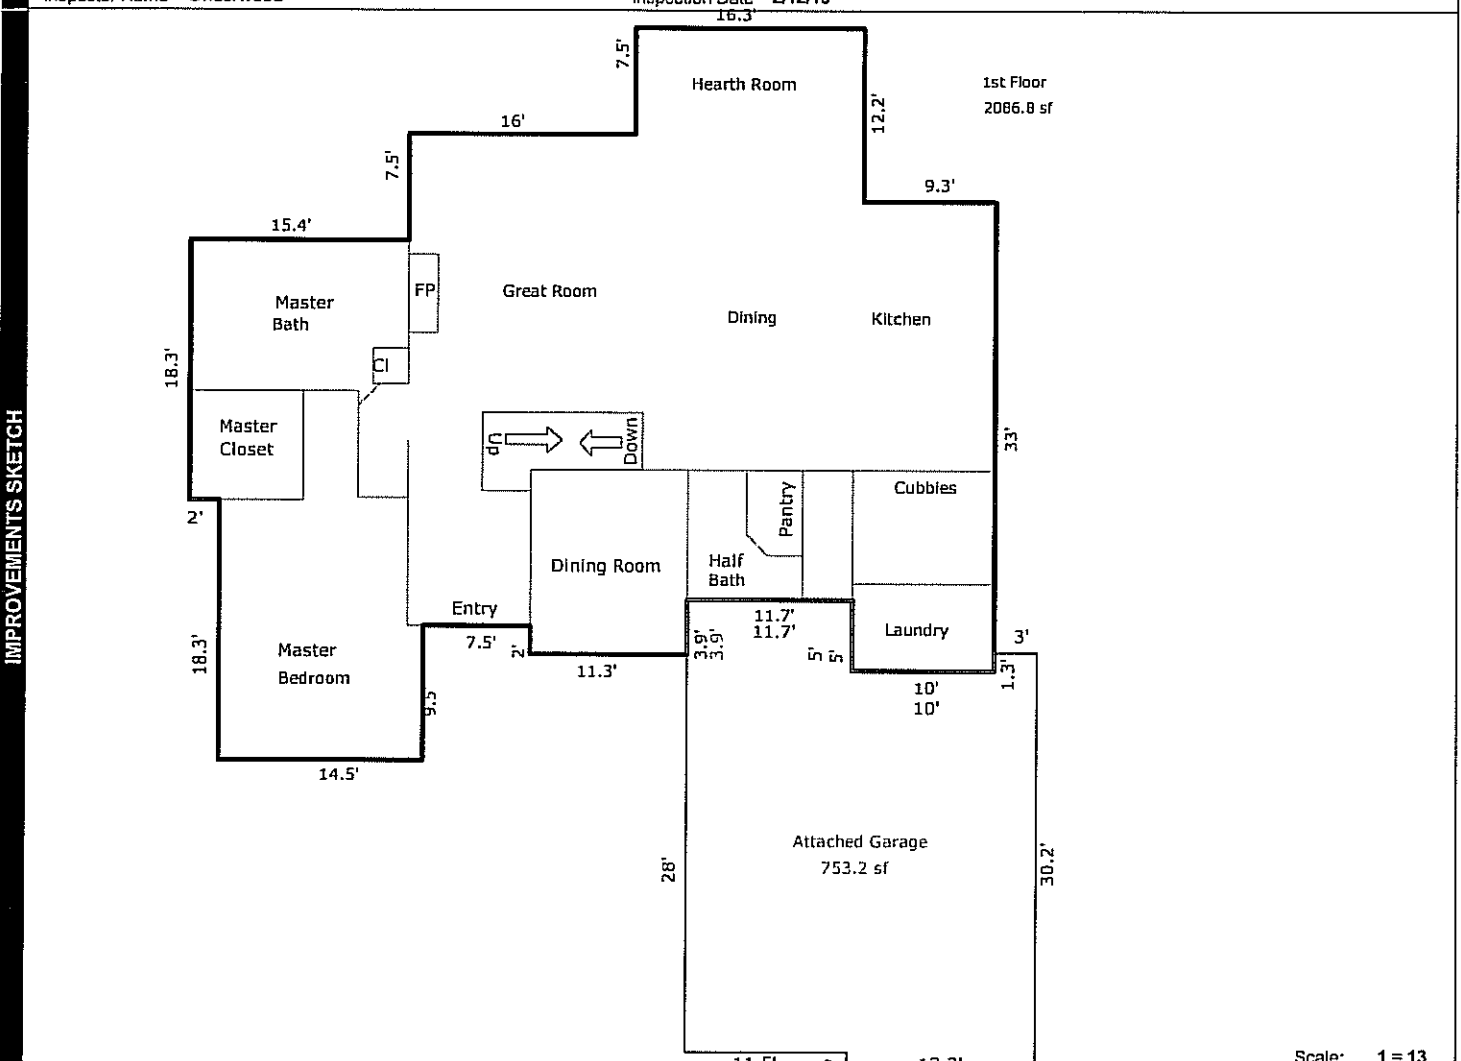 16.3'
7.5'
Hearth Room
1st Floor
2086.8 sf
12.2'
16'
7.5'
9.3'
15.4'
FP
Great Room
Master
Bath
Dining
Kitchen
18.3'
Cl
Master
Closet
Up
Down
33'
IMPROVEMENTS SKETCH
Cubbies
Pantry
2'
Dining Room
Half
Bath
Entry
11.7'
11.7'
Laundry
3'
7.5'
2'
3.9'
3.9'
5'
5'
18.3'
Master
Bedroom
11.3'
1.3'
10'
10'
9.5'
14.5'
Attached Garage
753.2 sf
28'
30.2'
Scale: 1 = 13